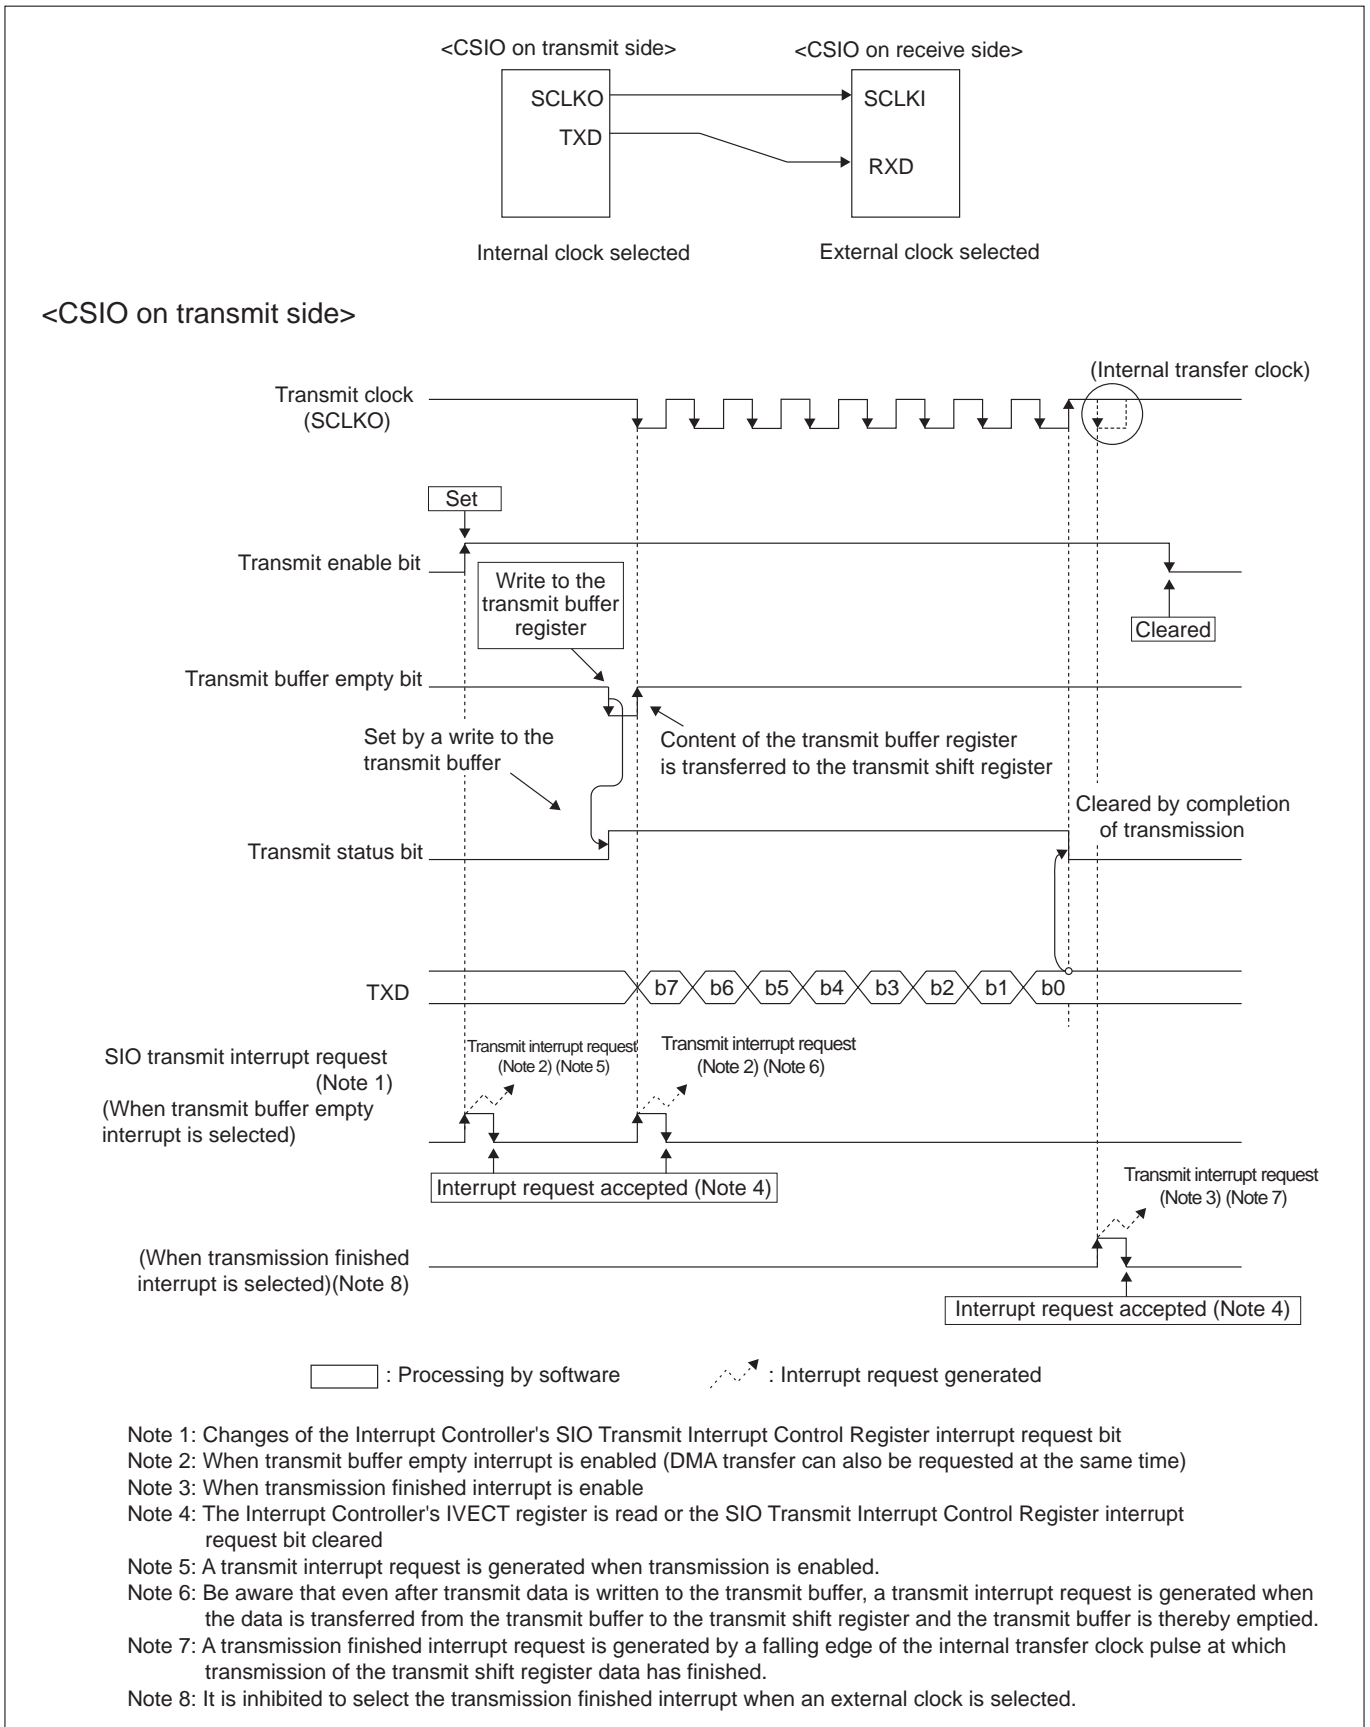 <CSIO on transmit side>
<CSIO on receive side>
SCLKO
SCLKI
TXD
RXD
Internal clock selected
External clock selected
<CSIO on transmit side>
(Internal transfer clock)
Transmit clock
(SCLKO)
Set
Transmit enable bit
Write to the
transmit buffer
register
Cleared
Transmit buffer empty bit
Set by a write to the
transmit buffer
Content of the transmit buffer register
is transferred to the transmit shift register
Cleared by completion
of transmission
Transmit status bit
TXD
b7 b6 b5 b4 b3 b2 b1 b0
SIO transmit interrupt request
(Note 1)
(When transmit buffer empty
interrupt is selected)
Transmit interrupt request
(Note 2) (Note 5)
Transmit interrupt request
(Note 2) (Note 6)
Interrupt request accepted (Note 4)
Transmit interrupt request
(Note 3) (Note 7)
(When transmission finished
interrupt is selected)(Note 8)
Interrupt request accepted (Note 4)
: Processing by software
: Interrupt request generated
Note 1: Changes of the Interrupt Controller's SIO Transmit Interrupt Control Register interrupt request bit
Note 2: When transmit buffer empty interrupt is enabled (DMA transfer can also be requested at the same time)
Note 3: When transmission finished interrupt is enable
Note 4: The Interrupt Controller's IVECT register is read or the SIO Transmit Interrupt Control Register interrupt
request bit cleared
Note 5: A transmit interrupt request is generated when transmission is enabled.
Note 6: Be aware that even after transmit data is written to the transmit buffer, a transmit interrupt request is generated when
the data is transferred from the transmit buffer to the transmit shift register and the transmit buffer is thereby emptied.
Note 7: A transmission finished interrupt request is generated by a falling edge of the internal transfer clock pulse at which
transmission of the transmit shift register data has finished.
Note 8: It is inhibited to select the transmission finished interrupt when an external clock is selected.